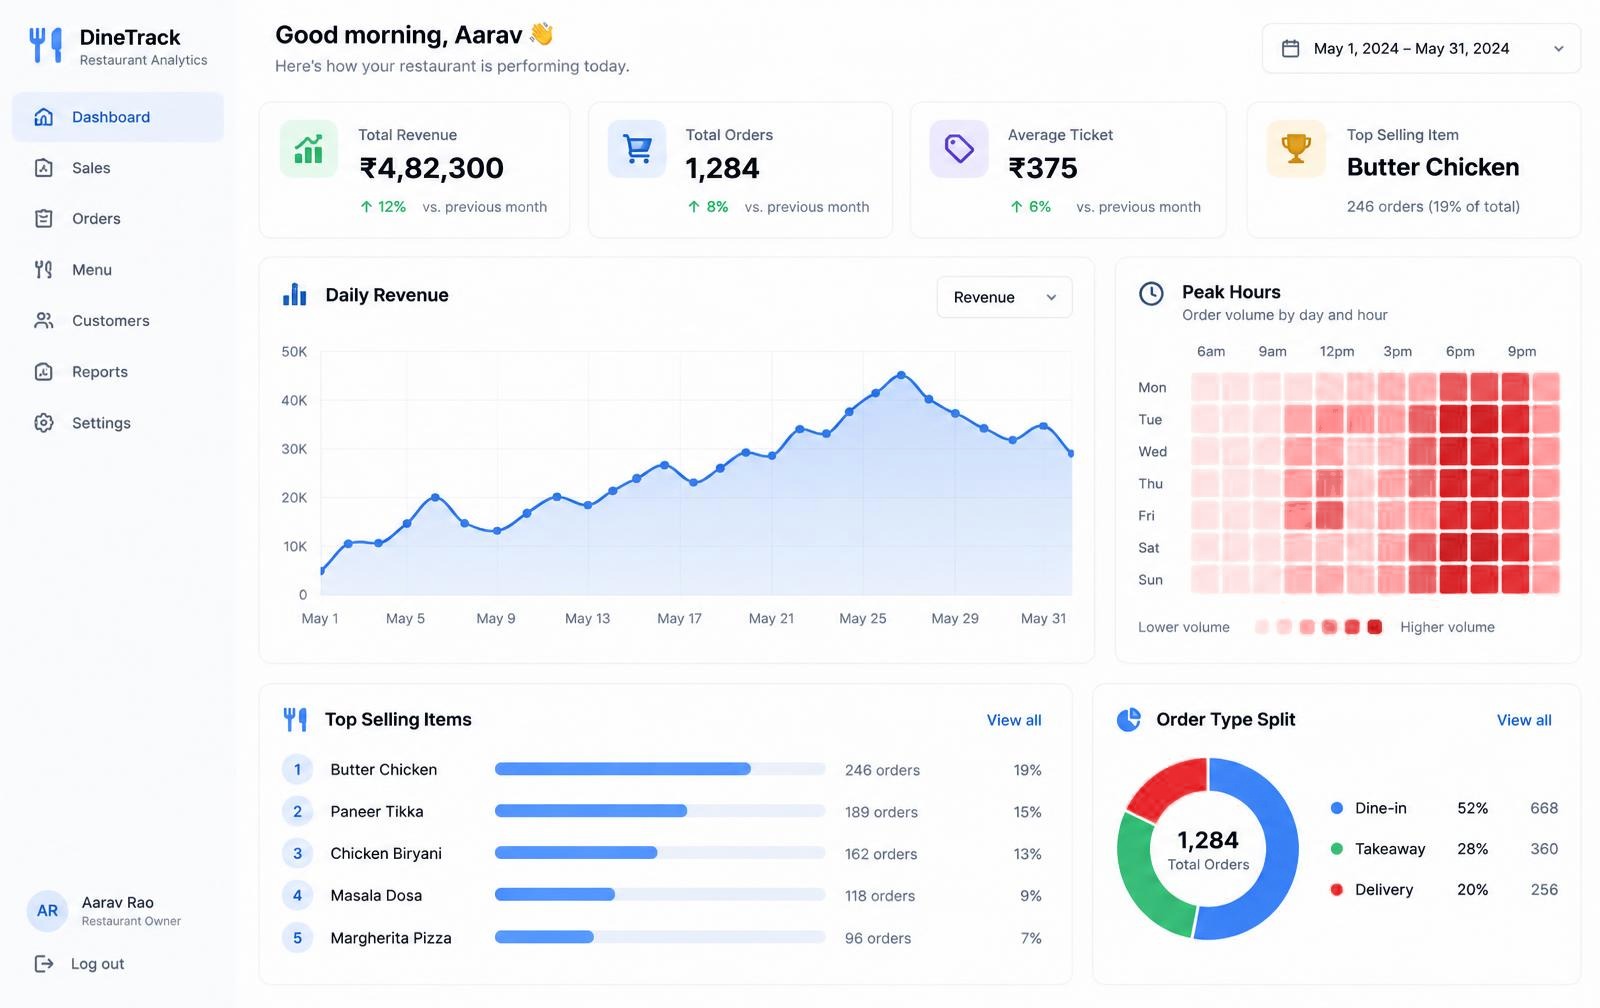 DineTrack
Restaurant Analytics
Dashboard
Sales
Orders
Menu
Customers
Reports
Settings
AR
Aarav Rao
Restaurant Owner
Log out
Good morning, Aarav 👋
Here's how your restaurant is performing today.
May 1, 2024 – May 31, 2024
Total Revenue
₹4,82,300
↑ 12% vs. previous month
Total Orders
1,284
↑ 8% vs. previous month
Average Ticket
₹375
↑ 6% vs. previous month
Top Selling Item
Butter Chicken
246 orders (19% of total)
Daily Revenue
Revenue
50K
40K
30K
20K
10K
0
May 1 May 5 May 9 May 13 May 17 May 21 May 25 May 29 May 31
Peak Hours
Order volume by day and hour
6am 9am 12pm 3pm 6pm 9pm
Mon
Tue
Wed
Thu
Fri
Sat
Sun
Lower volume Higher volume
Top Selling Items
View all
1 Butter Chicken 246 orders 19%
2 Paneer Tikka 189 orders 15%
3 Chicken Biryani 162 orders 13%
4 Masala Dosa 118 orders 9%
5 Margherita Pizza 96 orders 7%
Order Type Split
View all
1,284
Total Orders
Dine-in 52% 668
Takeaway 28% 360
Delivery 20% 256